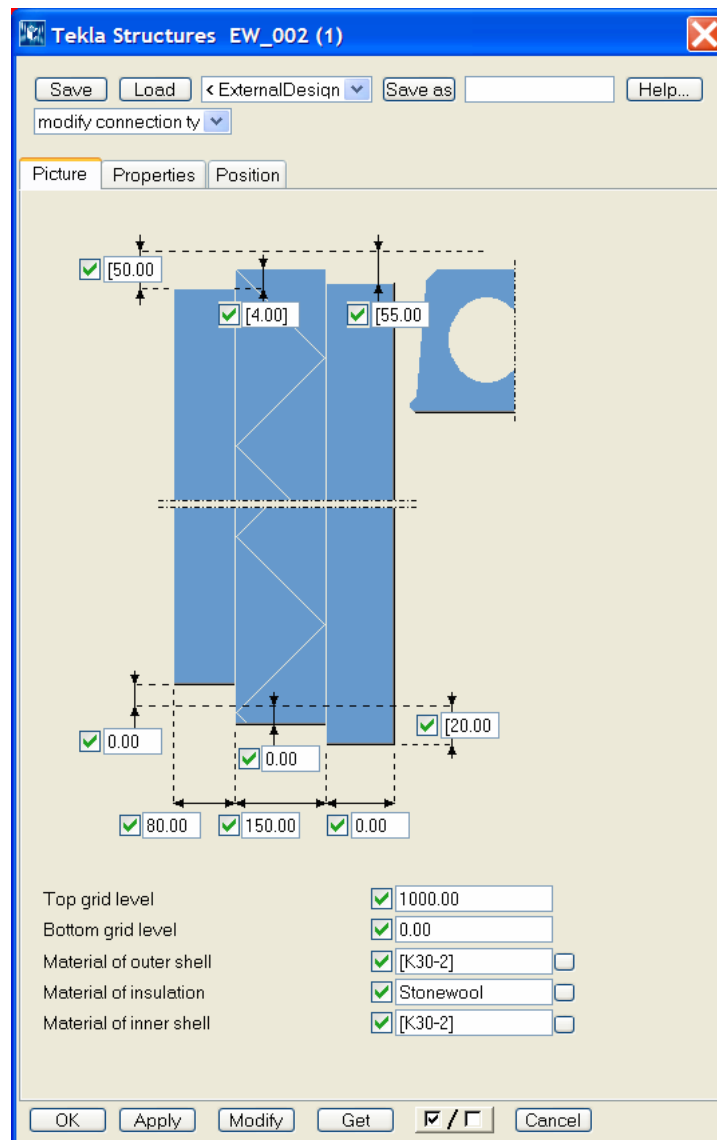 Tekla Structures EW_002 (1)
Save Load < ExternalDesign Save as Help...
modify connection ty
Picture Properties Position
[50.00
[4.00] [55.00
[20.00
0.00
0.00
80.00 150.00 0.00
Top grid level 1000.00
Bottom grid level 0.00
Material of outer shell [K30-2]
Material of insulation Stonewool
Material of inner shell [K30-2]
OK Apply Modify Get / Cancel